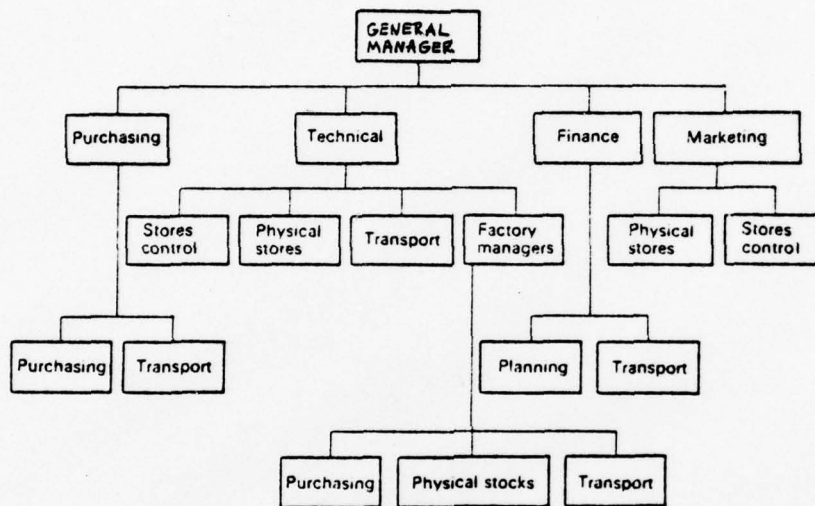 GENERAL
MANAGER
Purchasing
Technical
Finance
Marketing
Stores
control
Physical
stores
Transport
Factory
managers
Physical
stores
Stores
control
Purchasing
Transport
Planning
Transport
Purchasing
Physical stocks
Transport